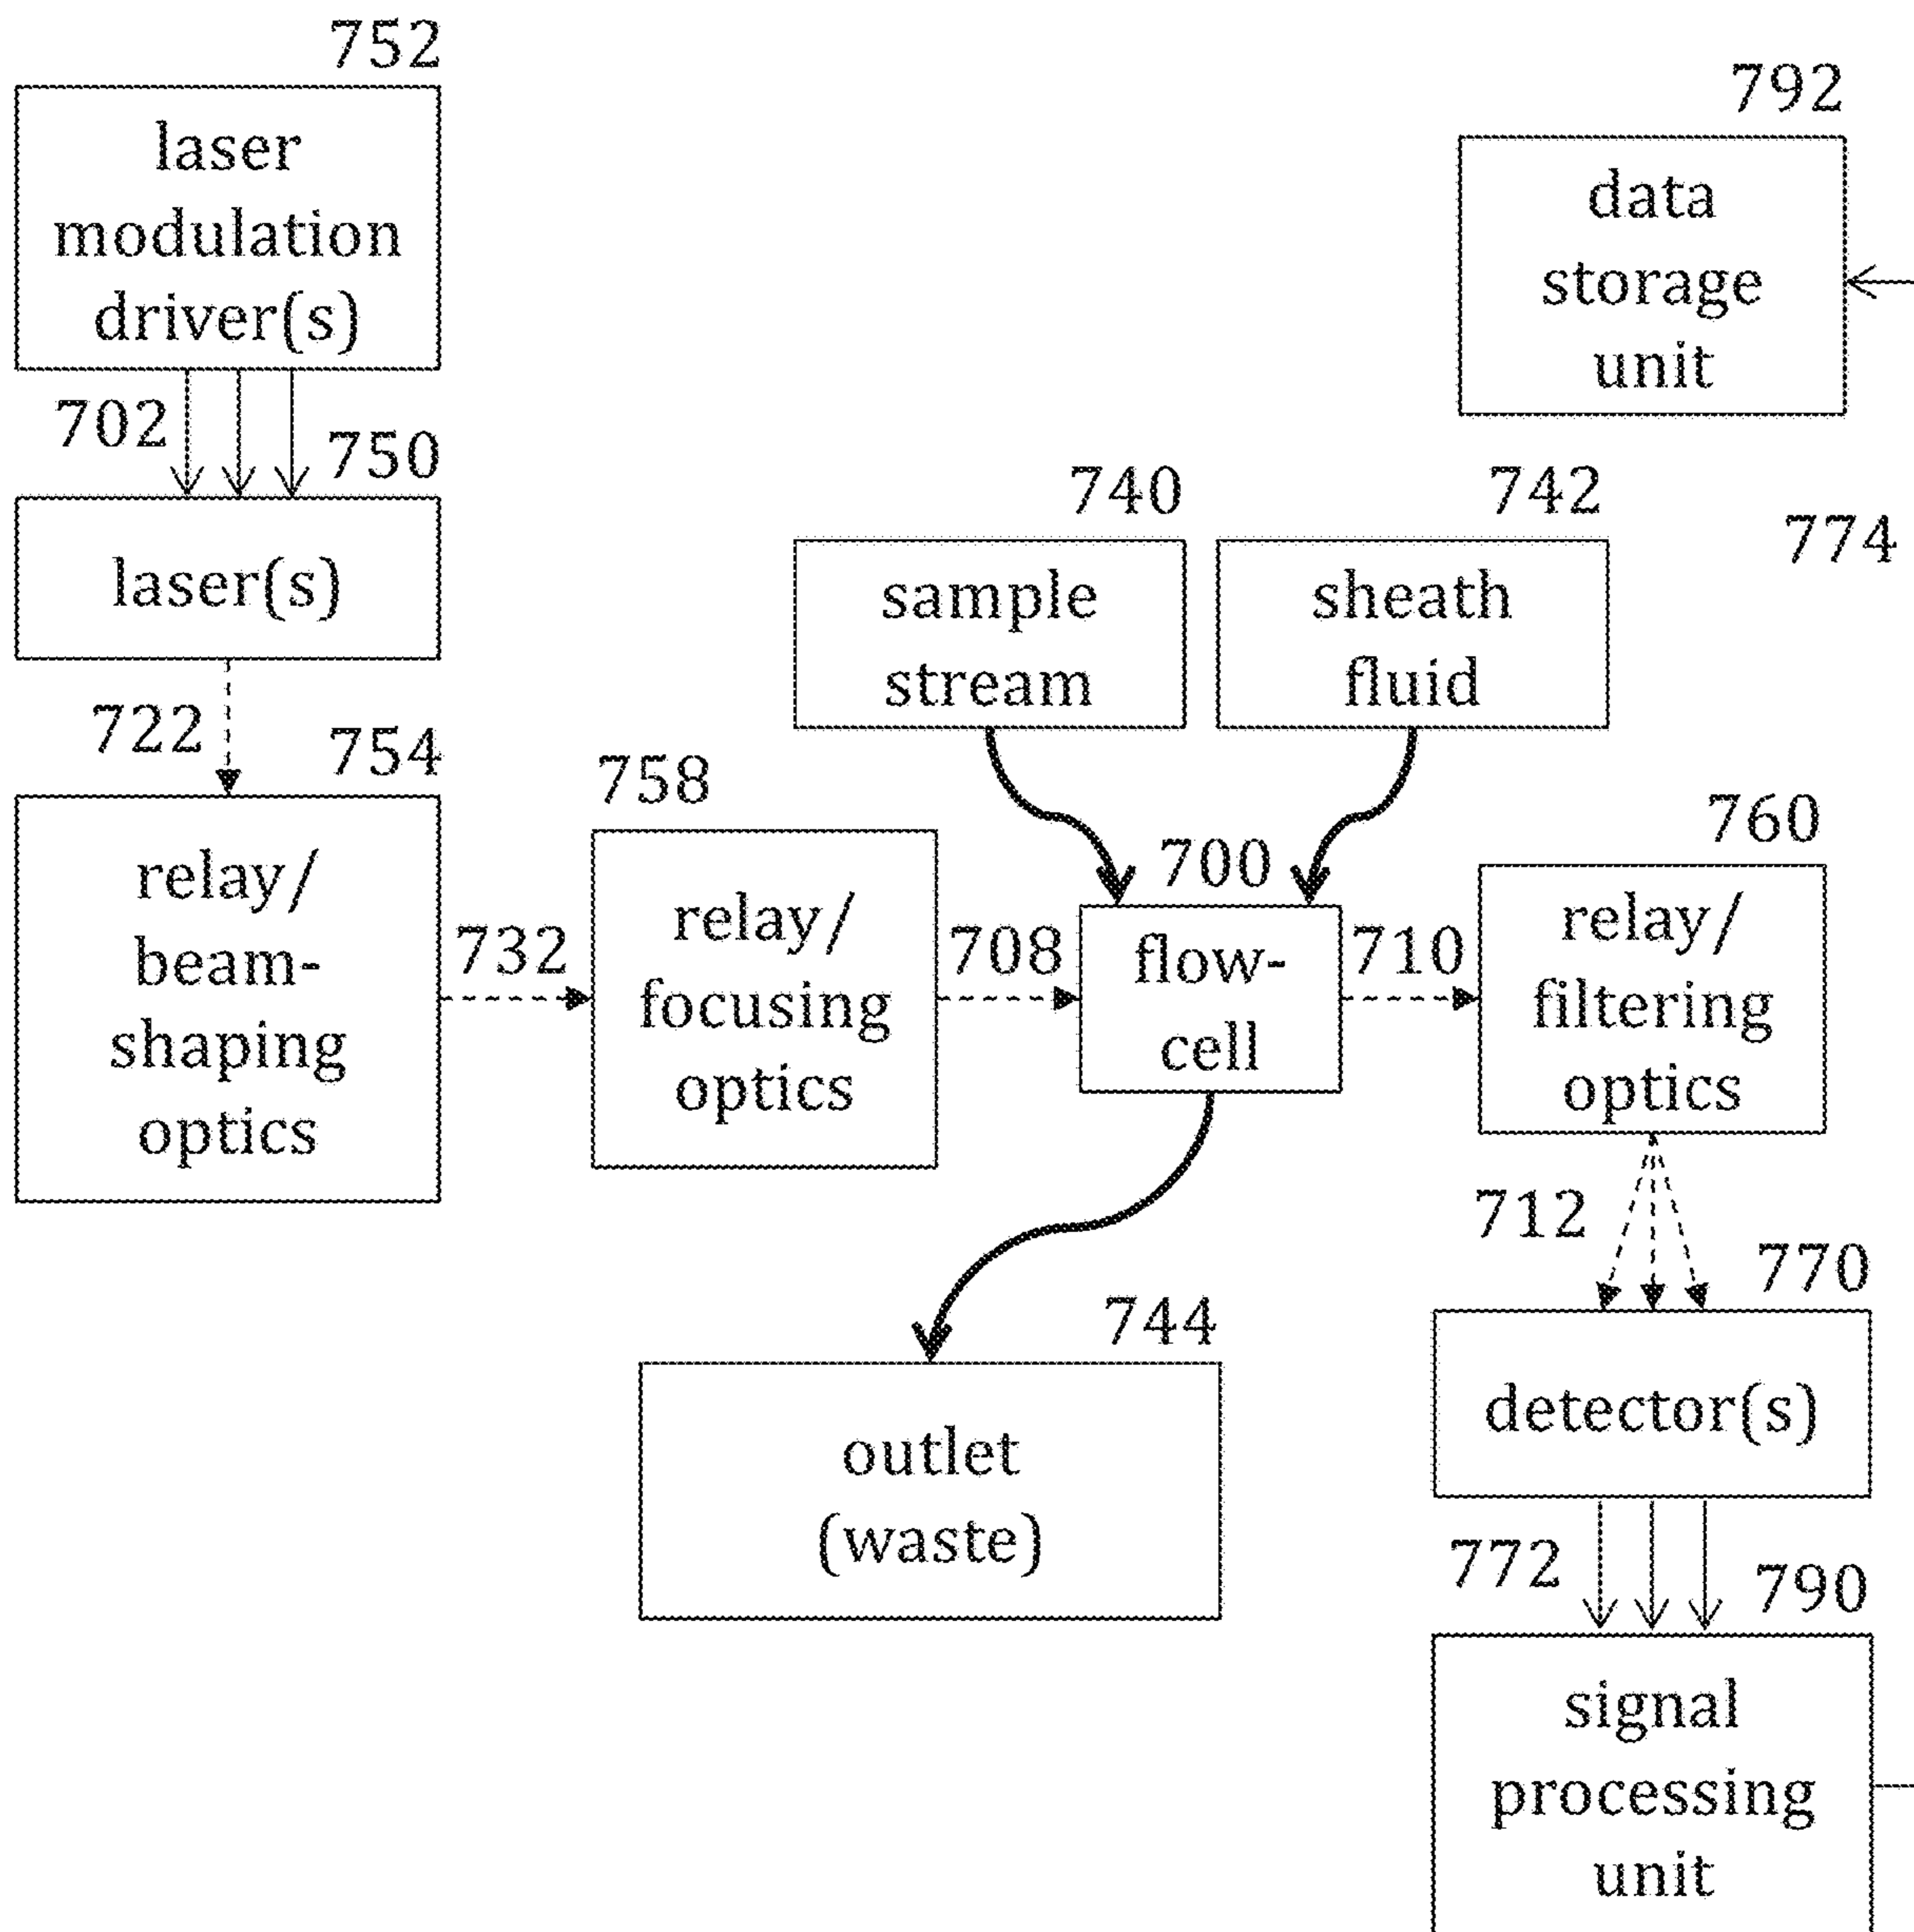 752
laser
modulation
driver(s)
702
750
laser(s)
722
754
relay/
beam-
shaping
optics
732
758
relay/
focusing
optics
708
740
sample
stream
742
sheath
fluid
700
flow-
cell
710
744
outlet
(waste)
760
relay/
filtering
optics
712
770
detector(s)
772
790
signal
processing
unit
774
792
data
storage
unit